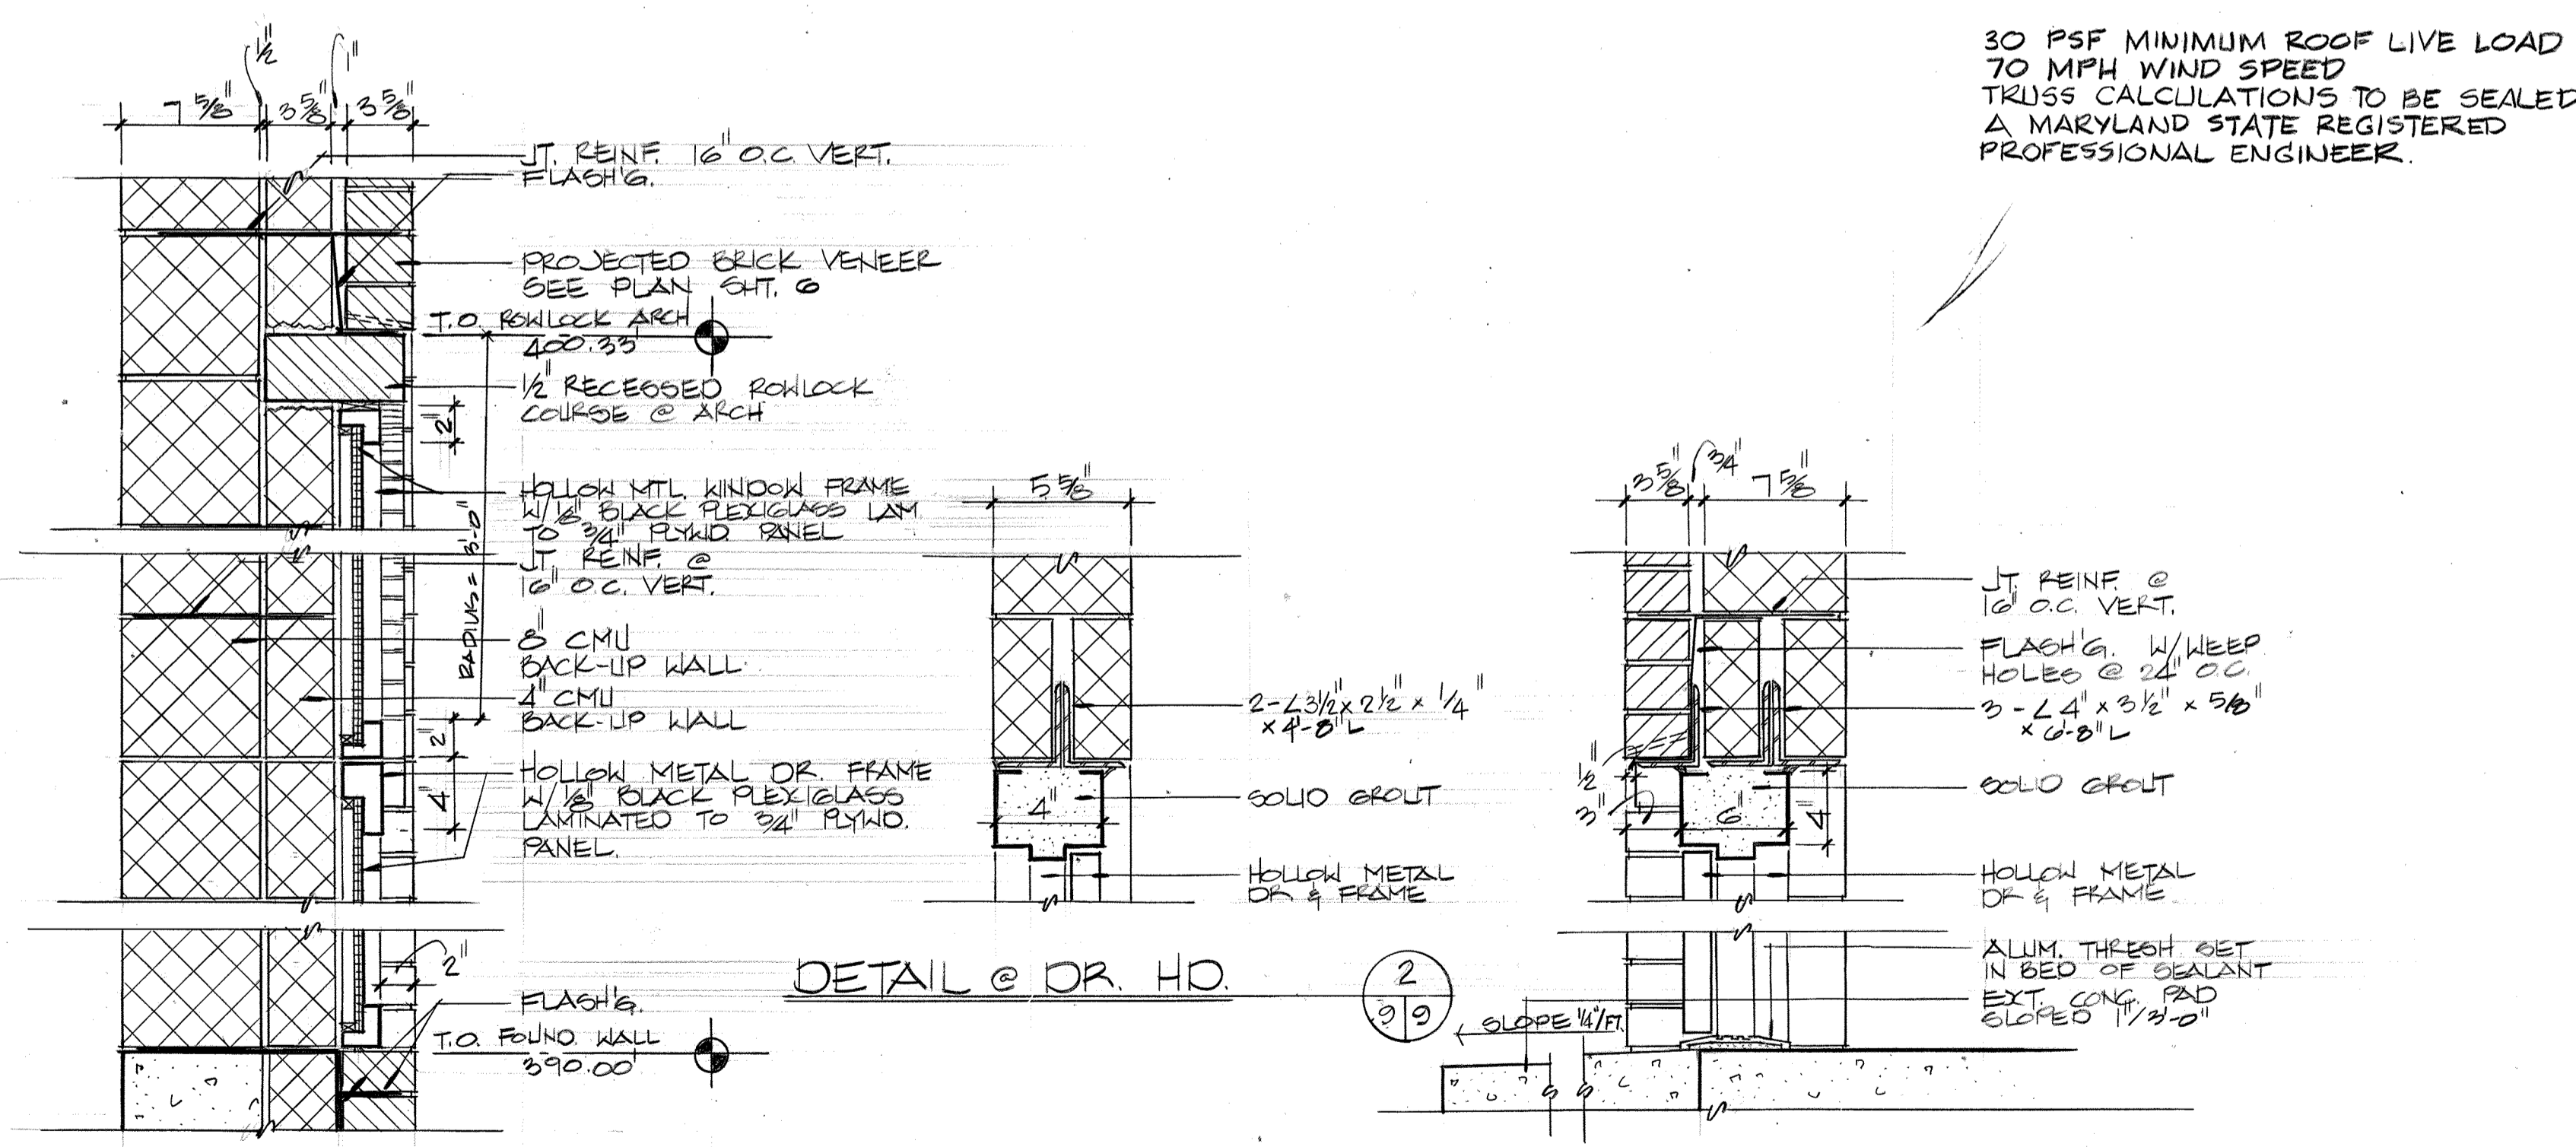 30 PSF MINIMUM ROOF LIVE LOAD
70 MPH WIND SPEED
TRUSS CALCULATIONS TO BE SEALED
A MARYLAND STATE REGISTERED
PROFESSIONAL ENGINEER.
1/2"
1"
7 5/8"
3 5/8"
3 5/8"
JT. REINF. 16" O.C. VERT.
FLASH'G.
PROJECTED BRICK VENEER
SEE PLAN SHT. 6
T.O. ROWLOCK ARCH
400.33'
1/2" RECESSED ROWLOCK
COURSE @ ARCH
2"
HOLLOW MTL. WINDOW FRAME
W/ 1/8" BLACK PLEXIGLASS LAM
TO 3/4" PLYWD. PANEL
JT. REINF. @
16" O.C. VERT.
RADIUS = 3'-0"
8" CMU
BACK-UP WALL
4" CMU
BACK-UP WALL
2"
4"
HOLLOW METAL DR. FRAME
W/ 1/8" BLACK PLEXIGLASS
LAMINATED TO 3/4" PLYWD.
PANEL.
2"
FLASH'G.
T.O. FOUND. WALL
390.00'
5 5/8"
2-∠3 1/2" x 2 1/2" x 1/4"
x 4'-8" L
4"
SOLID GROUT
HOLLOW METAL
DR & FRAME
DETAIL @ DR. HD.
2
9 9
3 5/8"
3/4"
7 5/8"
JT. REINF. @
16" O.C. VERT.
FLASH'G. W/WEEP
HOLES @ 24" O.C.
3 - ∠ 4" x 3 1/2" x 5/8"
x 6'-8" L
1/2"
3"
6"
4"
SOLID GROUT
HOLLOW METAL
DR & FRAME
ALUM. THRESH SET
IN BED OF SEALANT
EXT. CONC. PAD
SLOPED 1"/3'-0"
SLOPE 1/4"/FT.